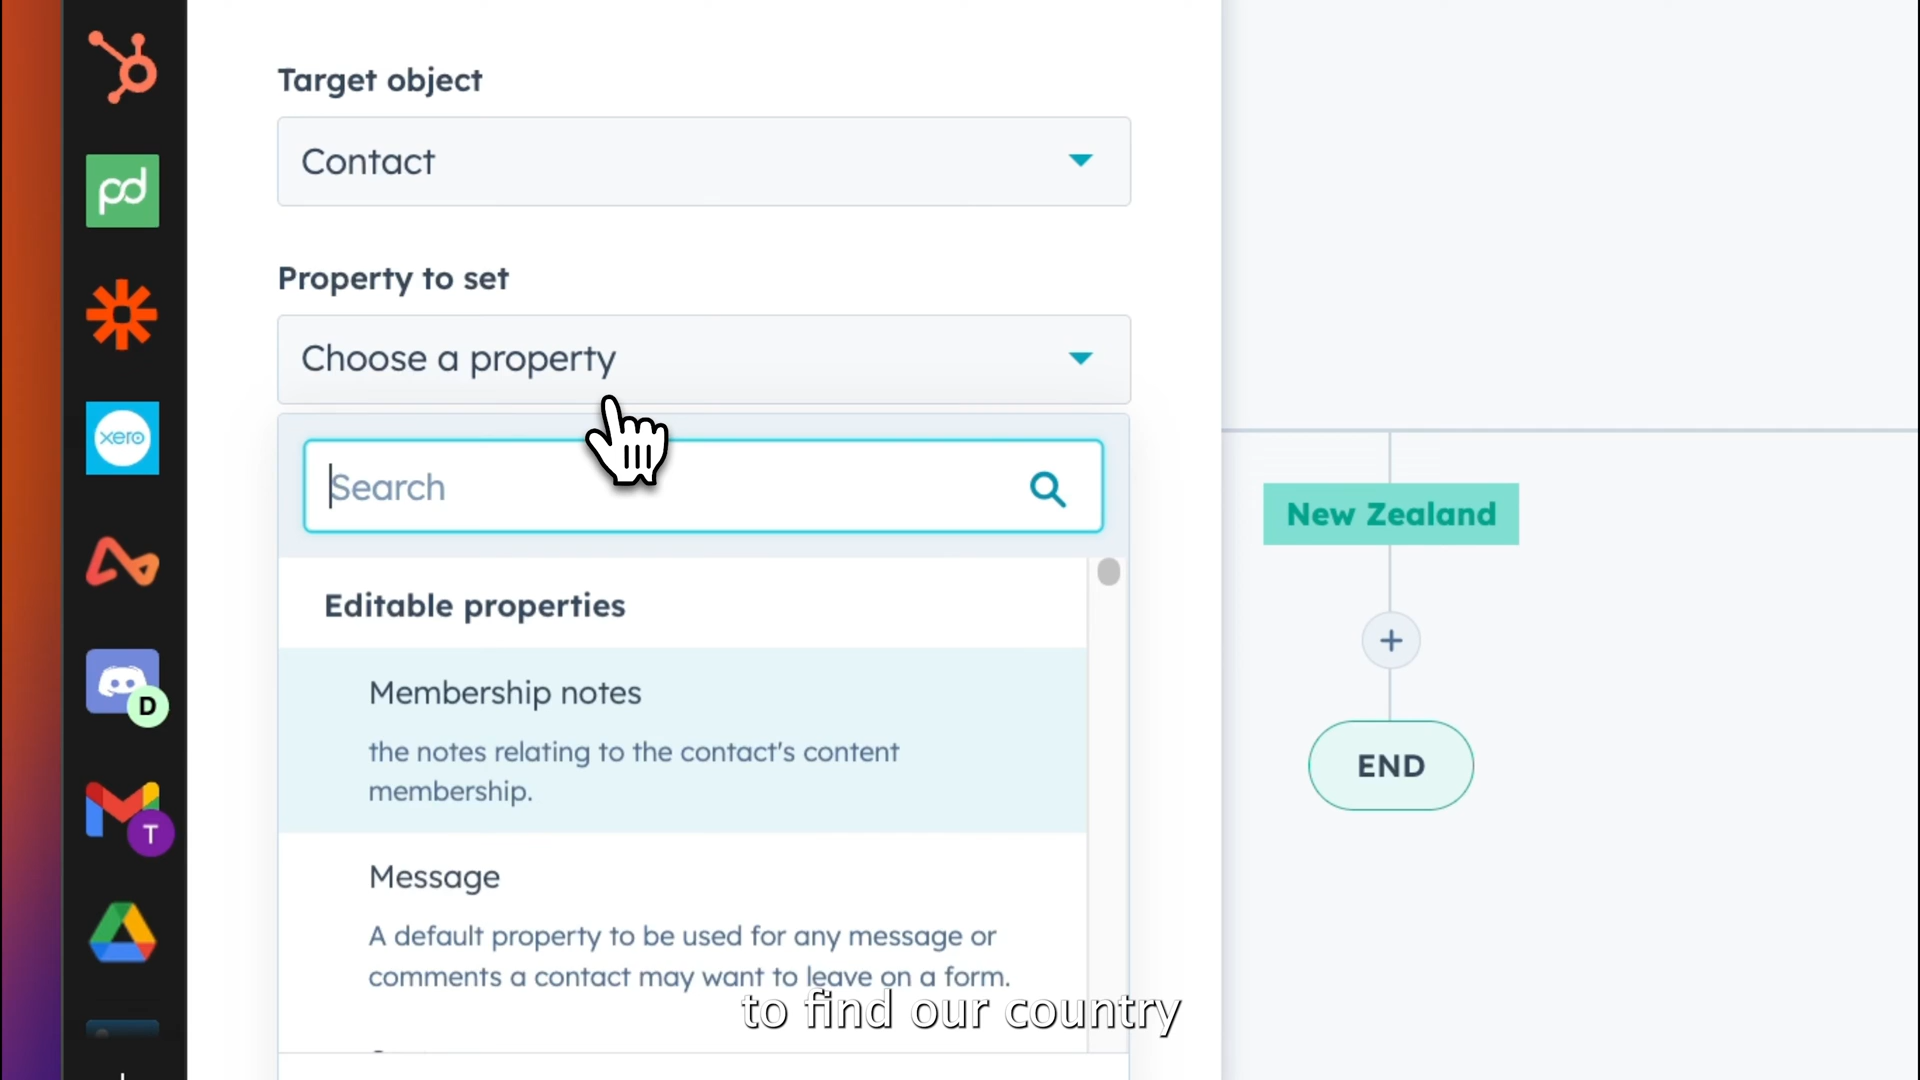 Target object
Contact
Property to set
Choose a property
Search
Editable properties
Membership notes
the notes relating to the contact's content
membership.
Message
A default property to be used for any message or
comments a contact may want to leave on a form.
to find our country
New Zealand
+
END
pd
xero
D
T